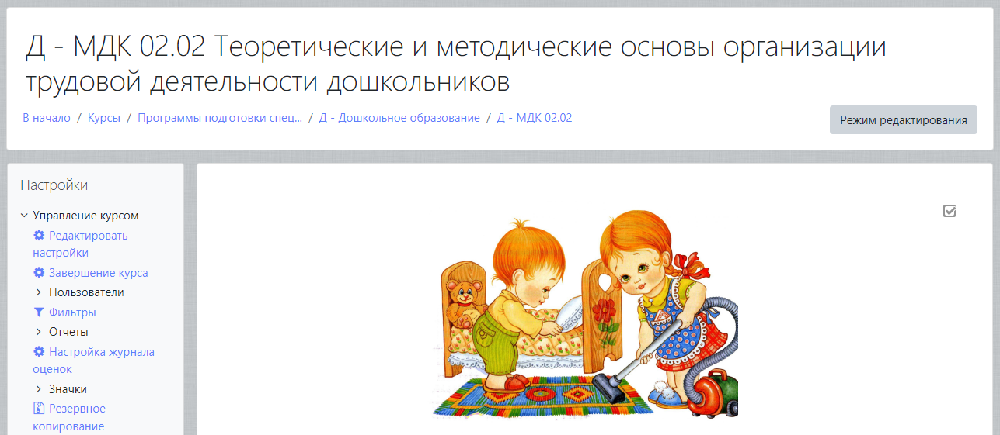 Д - МДК 02.02 Теоретические и методические основы организации
трудовой деятельности дошкольников
В начало / Курсы / Программы подготовки спец... / Д - Дошкольное образование / Д - МДК 02.02
Режим редактирования
Настройки
Управление курсом
Редактировать
настройки
Завершение курса
Пользователи
Фильтры
Отчеты
Настройка журнала
оценок
Значки
Резервное
копирование